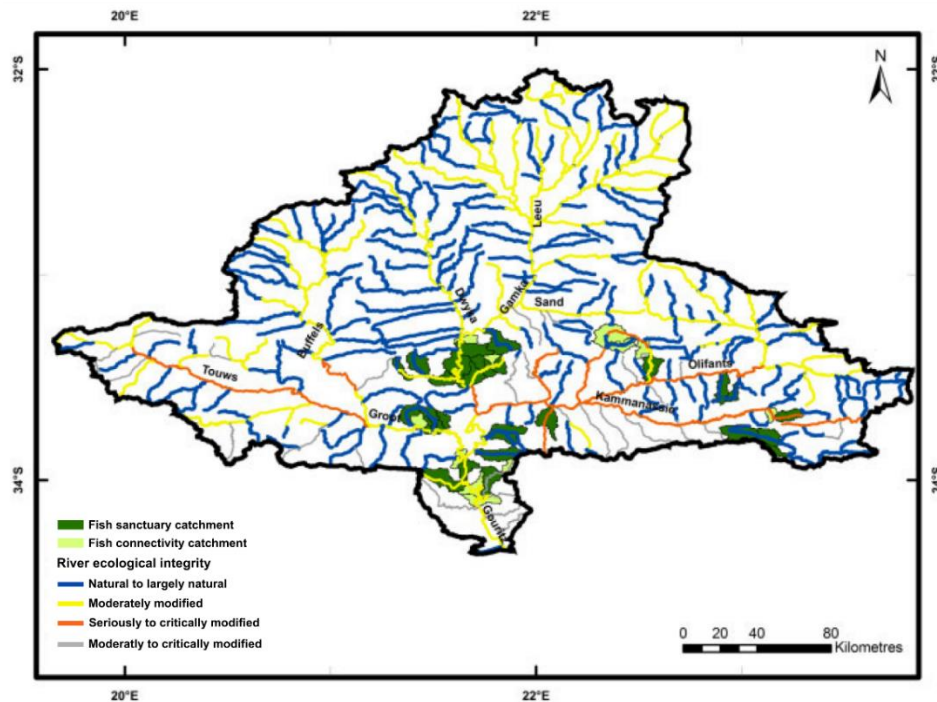 20°E
22°E
32°S
32°S
N
Leeu
Dwyka
Gamka
Sand
Buffels
Touws
Olifants
Kammanassie
Groot
34°S
34°S
Gourits
Fish sanctuary catchment
Fish connectivity catchment
River ecological integrity
Natural to largely natural
Moderately modified
Seriously to critically modified
Moderatly to critically modified
0 20 40 80
Kilometres
20°E
22°E